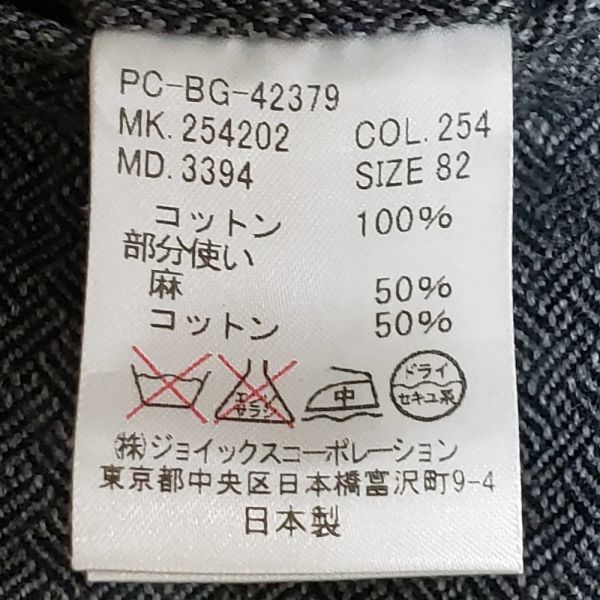 PC-BG-42379
MK. 254202 COL. 254
MD. 3394 SIZE 82
コットン 100%
部分使い
麻 50%
コットン 50%
エンソ サラシ 中 ドライ セキユ系
㈱ジョイックスコーポレーション
東京都中央区日本橋富沢町9-4
日本製